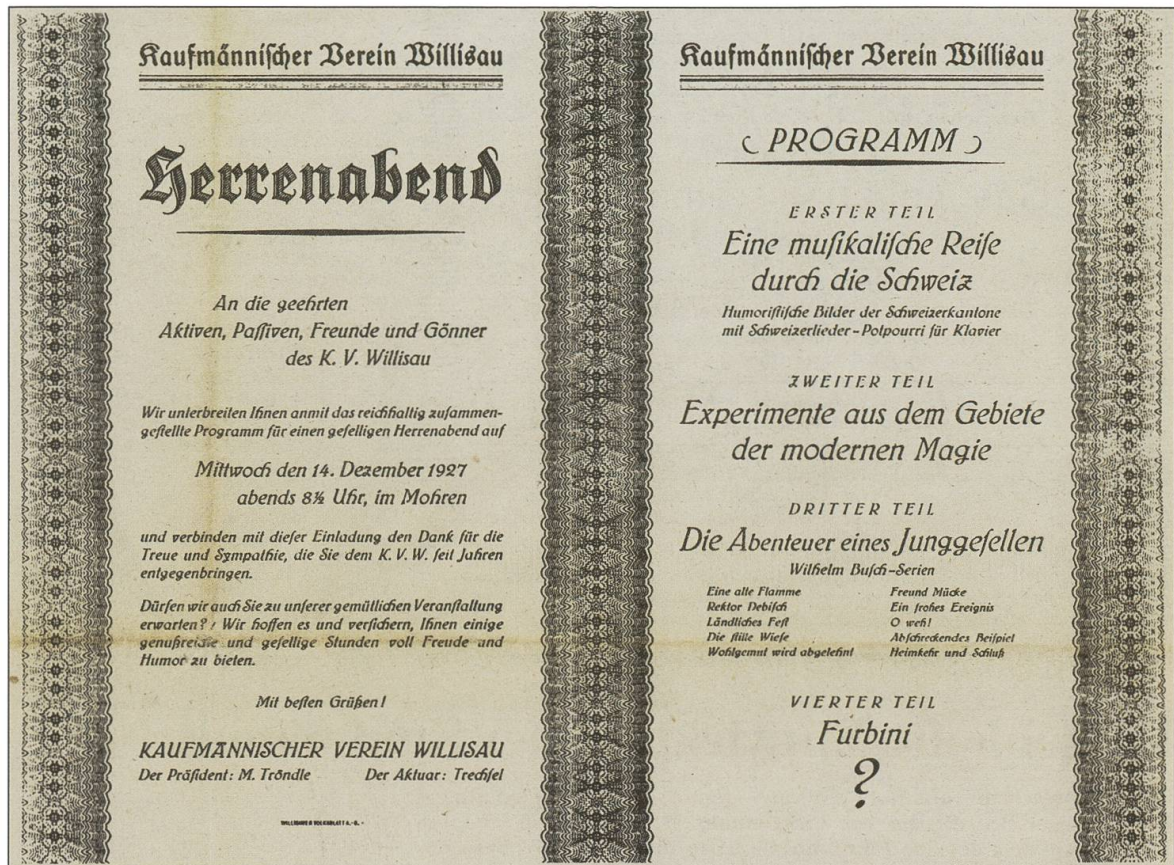 Kaufmännischer Verein Willisau
Herrenabend
An die geehrten
Aktiven, Passiven, Freunde und Gönner
des K. V. Willisau
Wir unterbreiten Ihnen anmit das reichhaltig zusammen-
gestellte Programm für einen geselligen Herrenabend auf
Mittwoch den 14. Dezember 1927
abends 8½ Uhr, im Mohren
und verbinden mit dieser Einladung den Dank für die
Treue und Sympathie, die Sie dem K. V. W. seit Jahren
entgegenbringen.
Dürfen wir auch Sie zu unserer gemütlichen Veranstaltung
erwarten? / Wir hoffen es und versichern, Ihnen einige
genußreiche und gesellige Stunden voll Freude und
Humor zu bieten.
Mit besten Grüßen!
KAUFMÄNNISCHER VEREIN WILLISAU
Der Präsident: M. Tröndle Der Aktuar: Trechsel
WILLISAUER VOLKSBLATT A.-G. -
Kaufmännischer Verein Willisau
PROGRAMM
ERSTER TEIL
Eine musikalische Reise
durch die Schweiz
Humoristische Bilder der Schweizerkantone
mit Schweizerlieder-Potpourri für Klavier
ZWEITER TEIL
Experimente aus dem Gebiete
der modernen Magie
DRITTER TEIL
Die Abenteuer eines Junggesellen
Wilhelm Busch-Serien
Eine alte Flamme Freund Mücke
Rektor Debisch Ein frohes Ereignis
Ländliches Fest O weh!
Die stille Wiese Abschreckendes Beispiel
Wohlgemut wird abgelehnt Heimkehr und Schluß
VIERTER TEIL
Furbini
?